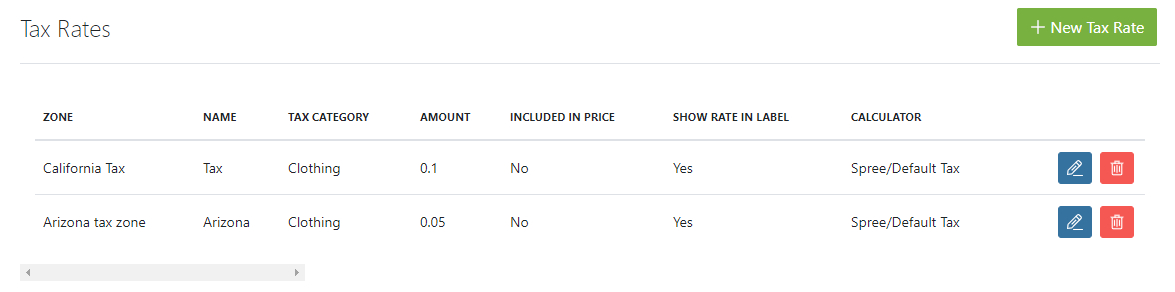 Tax Rates
+ New Tax Rate
ZONE NAME TAX CATEGORY AMOUNT INCLUDED IN PRICE SHOW RATE IN LABEL CALCULATOR
California Tax Tax Clothing 0.1 No Yes Spree/Default Tax
Arizona tax zone Arizona Clothing 0.05 No Yes Spree/Default Tax